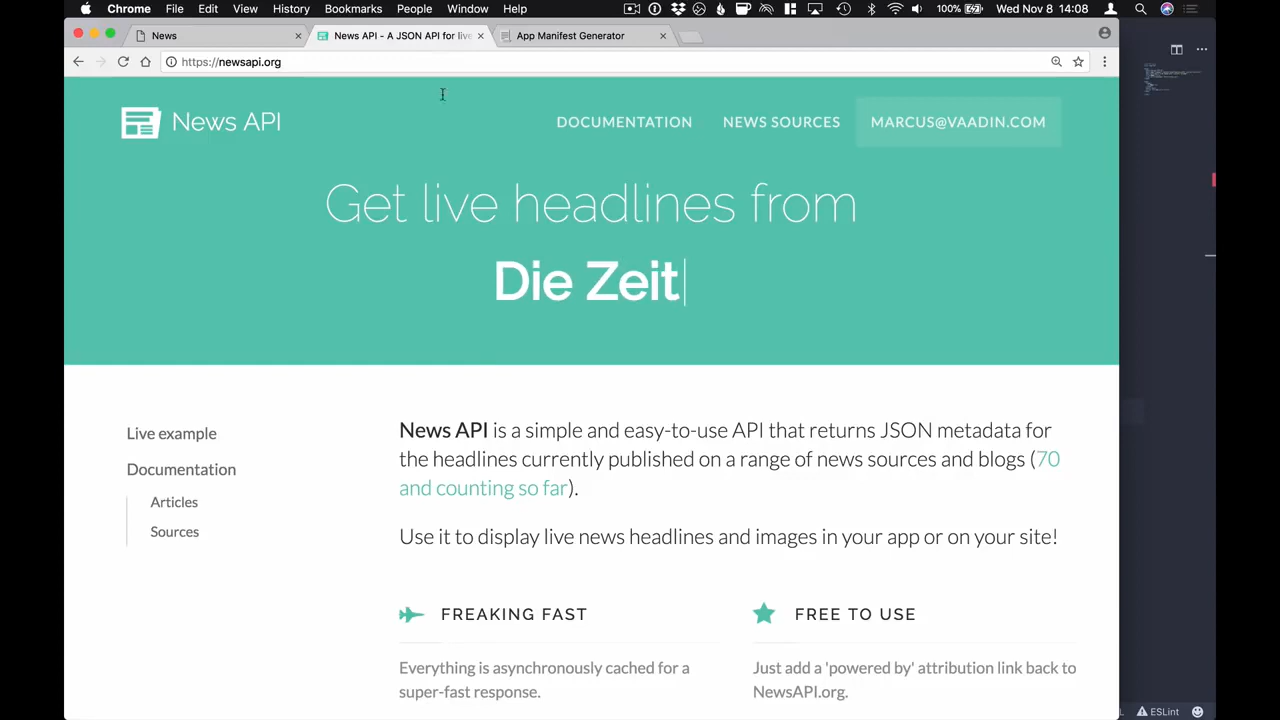 Chrome File Edit View History Bookmarks People Window Help 100% Wed Nov 8 14:08
News News API - A JSON API for live App Manifest Generator
https://newsapi.org
News API DOCUMENTATION NEWS SOURCES MARCUS@VAADIN.COM
Get live headlines from
Die Zeit
Live example
Documentation
Articles
Sources
News API is a simple and easy-to-use API that returns JSON metadata for
the headlines currently published on a range of news sources and blogs (70
and counting so far).
Use it to display live news headlines and images in your app or on your site!
FREAKING FAST
Everything is asynchronously cached for a
super-fast response.
FREE TO USE
Just add a 'powered by' attribution link back to
NewsAPI.org.
ESLint